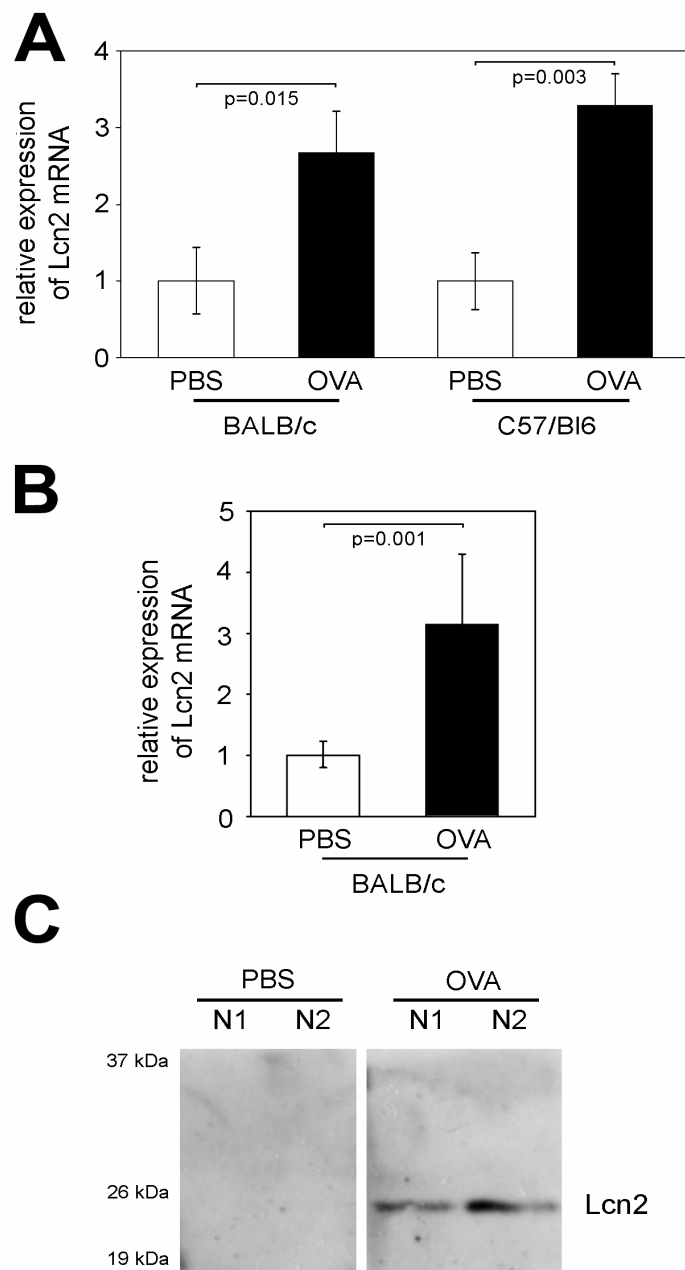 A
4
3
2
1
0
relative expression
of Lcn2 mRNA
p=0.015
p=0.003
PBS OVA PBS OVA
BALB/c C57/Bl6
B
5
4
3
2
1
0
relative expression
of Lcn2 mRNA
p=0.001
PBS OVA
BALB/c
C
PBS OVA
N1 N2 N1 N2
37 kDa
26 kDa
Lcn2
19 kDa